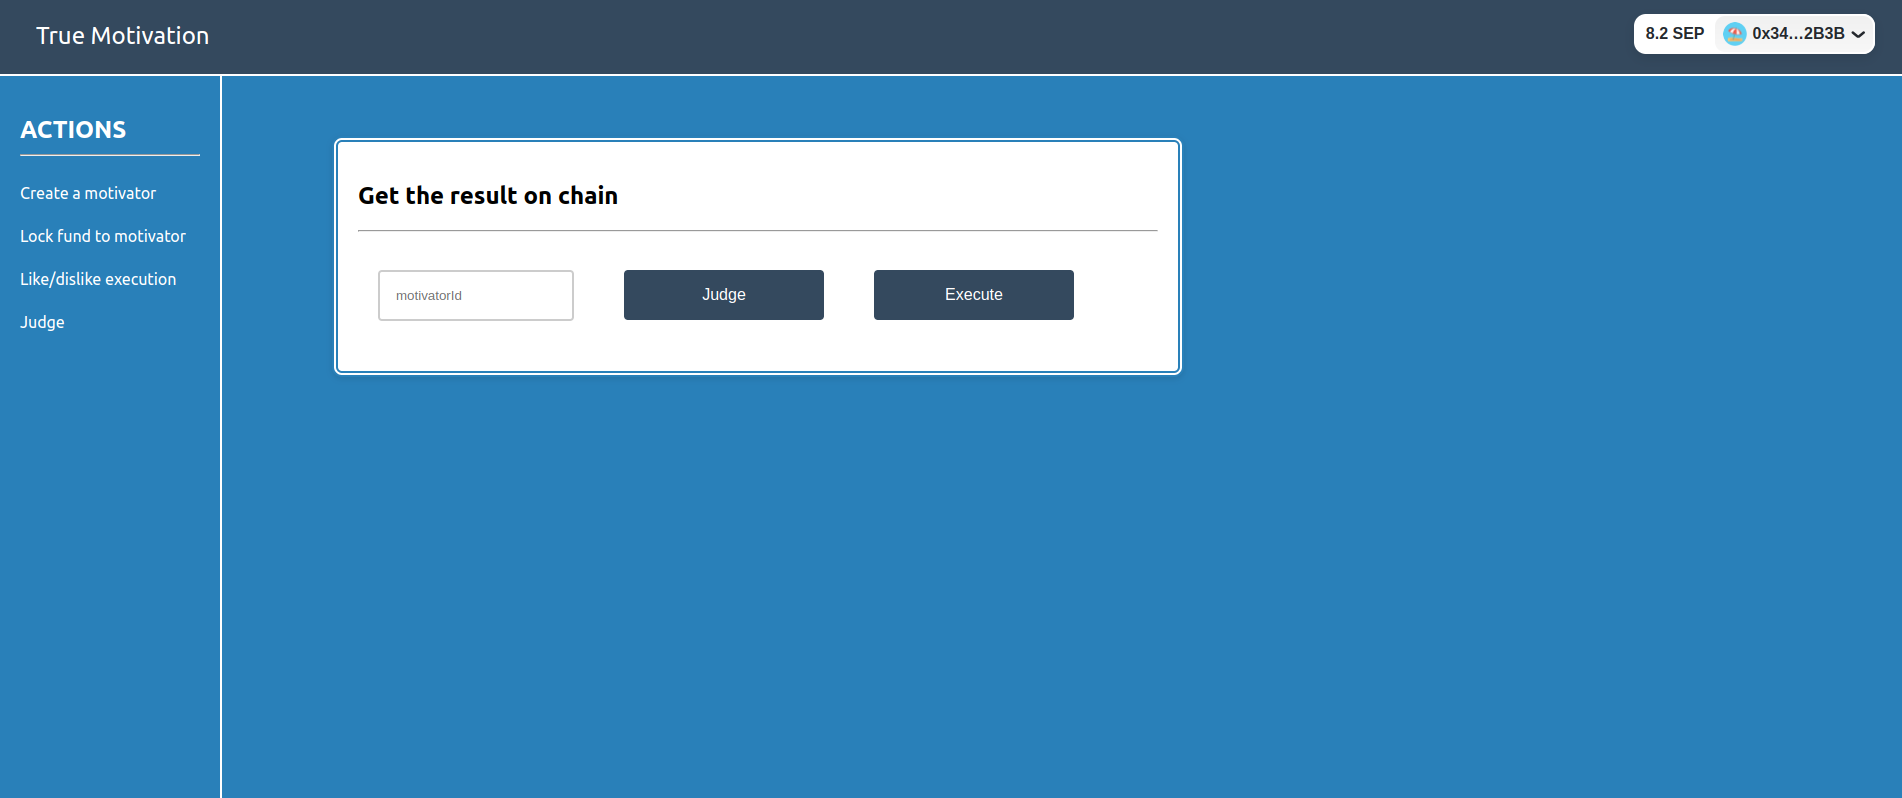 True Motivation
8.2 SEP 0x34...2B3B
ACTIONS
Create a motivator
Lock fund to motivator
Like/dislike execution
Judge
Get the result on chain
motivatorId
Judge
Execute